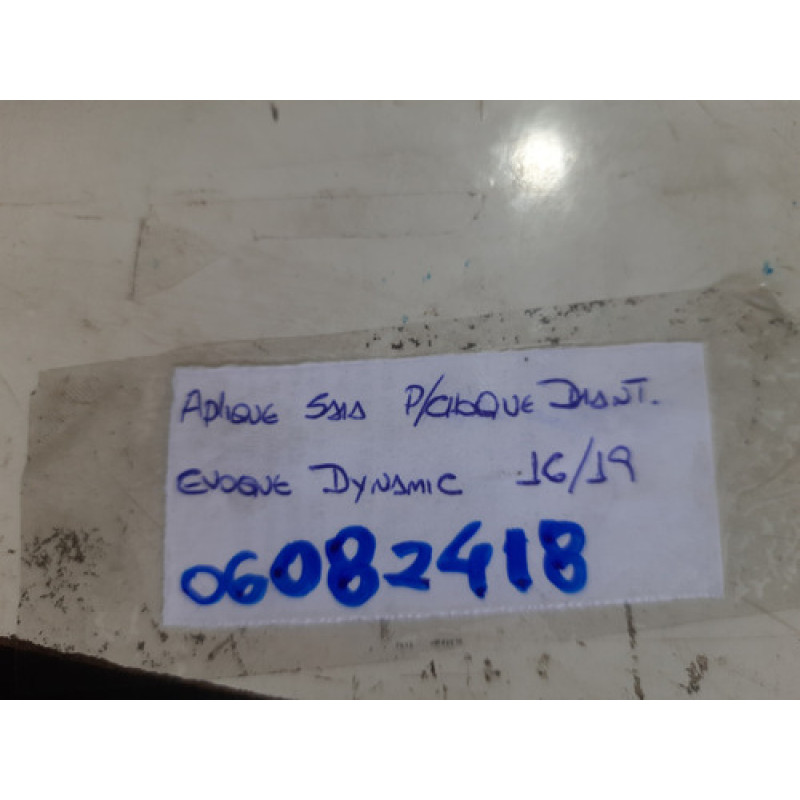 APLIQUE SAIA P/CHOQUE DIANT.
EVOQUE DYNAMIC 16/19
06082418